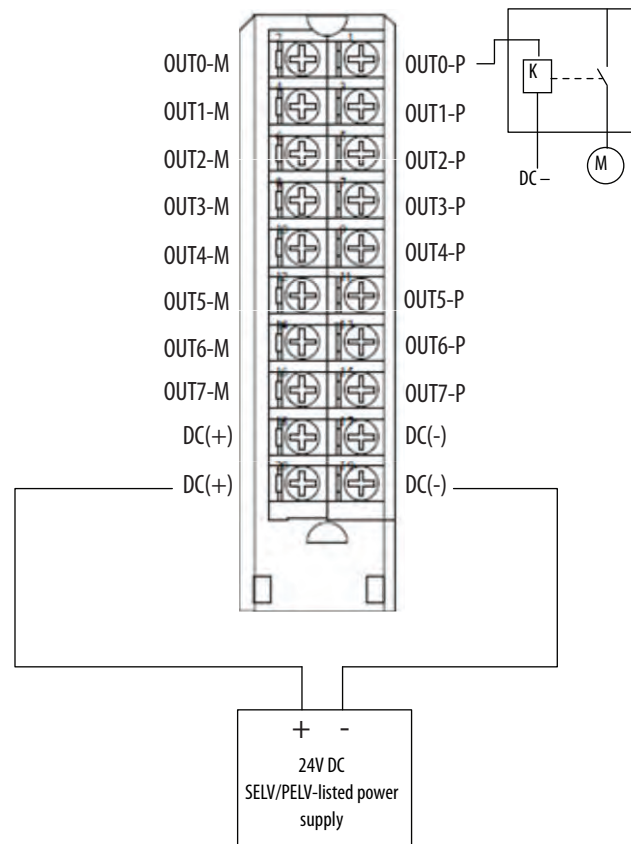 OUT0-M OUT0-P K
OUT1-M OUT1-P
OUT2-M OUT2-P DC – M
OUT3-M OUT3-P
OUT4-M OUT4-P
OUT5-M OUT5-P
OUT6-M OUT6-P
OUT7-M OUT7-P
DC(+) DC(-)
DC(+) DC(-)
+ -
24V DC
SELV/PELV-listed power
supply